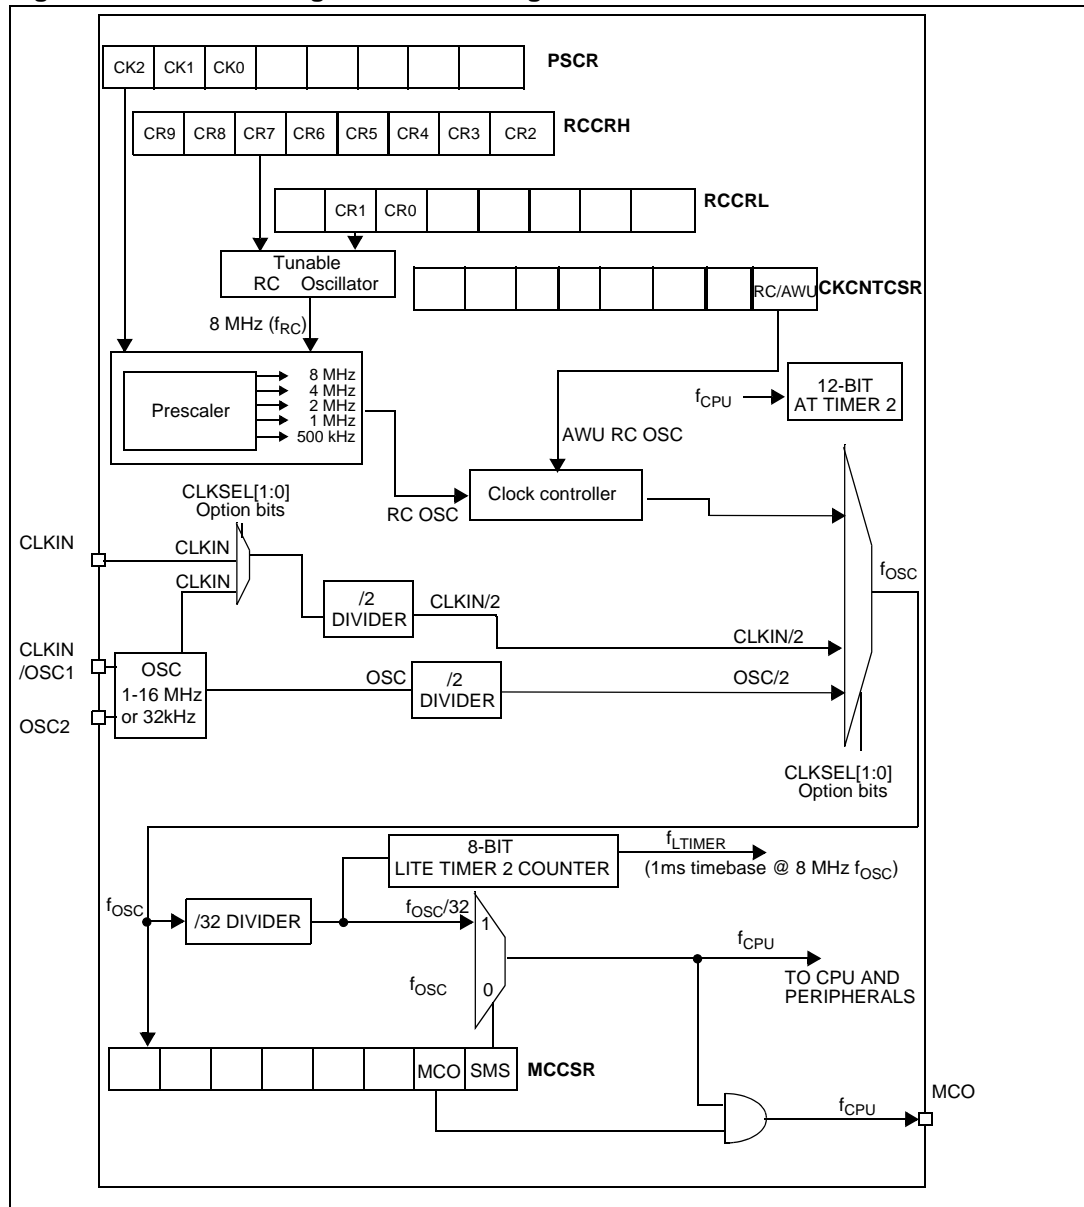 CK2 CK1 CK0 PSCR
CR9 CR8 CR7 CR6 CR5 CR4 CR3 CR2 RCCRH
CR1 CR0 RCCRL
Tunable
RC Oscillator
RC/AWU CKCNTCSR
8 MHz (fRC)
8 MHz
4 MHz
2 MHz
1 MHz
500 kHz
Prescaler
fCPU
12-BIT
AT TIMER 2
AWU RC OSC
Clock controller
RC OSC
CLKSEL[1:0]
Option bits
CLKIN
CLKIN
CLKIN
/2
DIVIDER
CLKIN/2
CLKIN/2
fOSC
CLKIN
/OSC1
OSC2
OSC
1-16 MHz
or 32kHz
OSC
/2
DIVIDER
OSC/2
CLKSEL[1:0]
Option bits
8-BIT
LITE TIMER 2 COUNTER
fLTIMER
(1ms timebase @ 8 MHz fOSC)
fOSC
/32 DIVIDER
fOSC/32
1
fOSC
0
fCPU
TO CPU AND
PERIPHERALS
MCO SMS MCCSR
fCPU
MCO